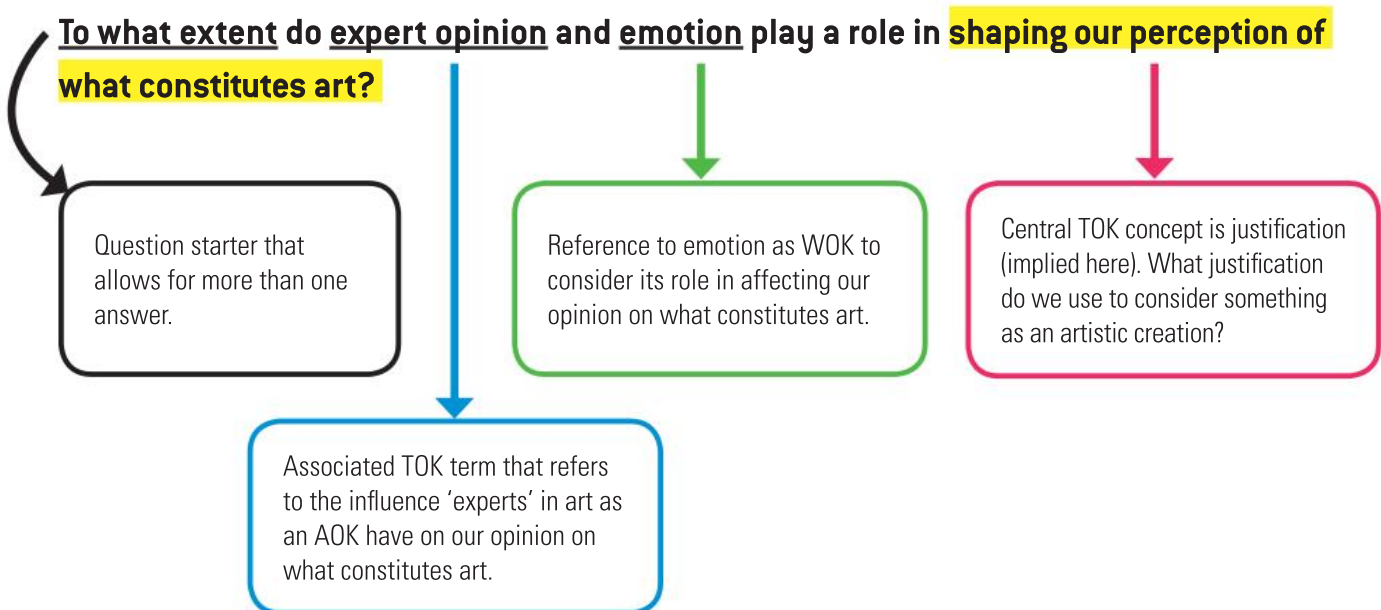 To what extent do expert opinion and emotion play a role in shaping our perception of
what constitutes art?
Question starter that
allows for more than one
answer.
Reference to emotion as WOK to
consider its role in affecting our
opinion on what constitutes art.
Central TOK concept is justification
(implied here). What justification
do we use to consider something
as an artistic creation?
Associated TOK term that refers
to the influence ‘experts’ in art as
an AOK have on our opinion on
what constitutes art.